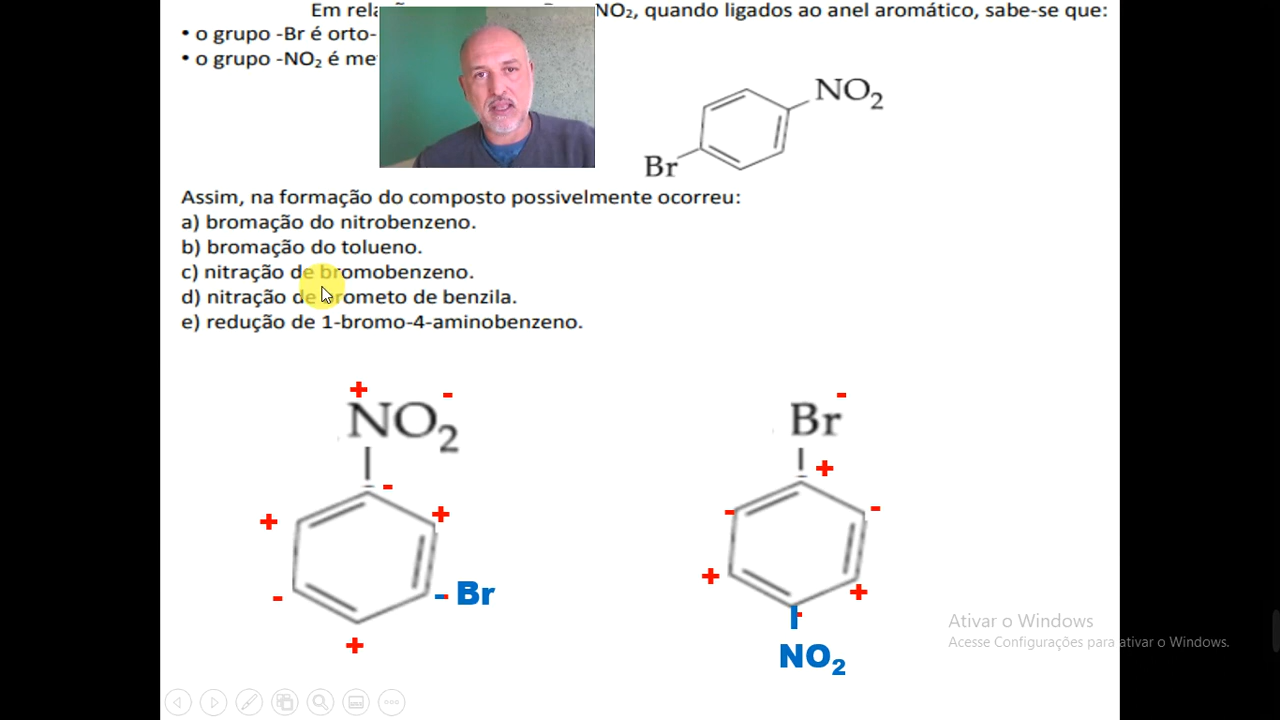 Em NO₂, quando ligados ao anel aromático, sabe-se que:
• o grupo -Br é orto-
• o grupo -NO₂ é
NO₂
Br
Assim, na formação do composto possivelmente ocorreu:
a) bromação do nitrobenzeno.
b) bromação do tolueno.
c) nitração de bromobenzeno.
d) nitração de brometo de benzila.
e) redução de 1-bromo-4-aminobenzeno.
+ -
NO₂
-
+ +
- - Br
+
-
Br
+
- -
+ +
-
NO₂
Ativar o Windows
Acesse Configurações para ativar o Windows.